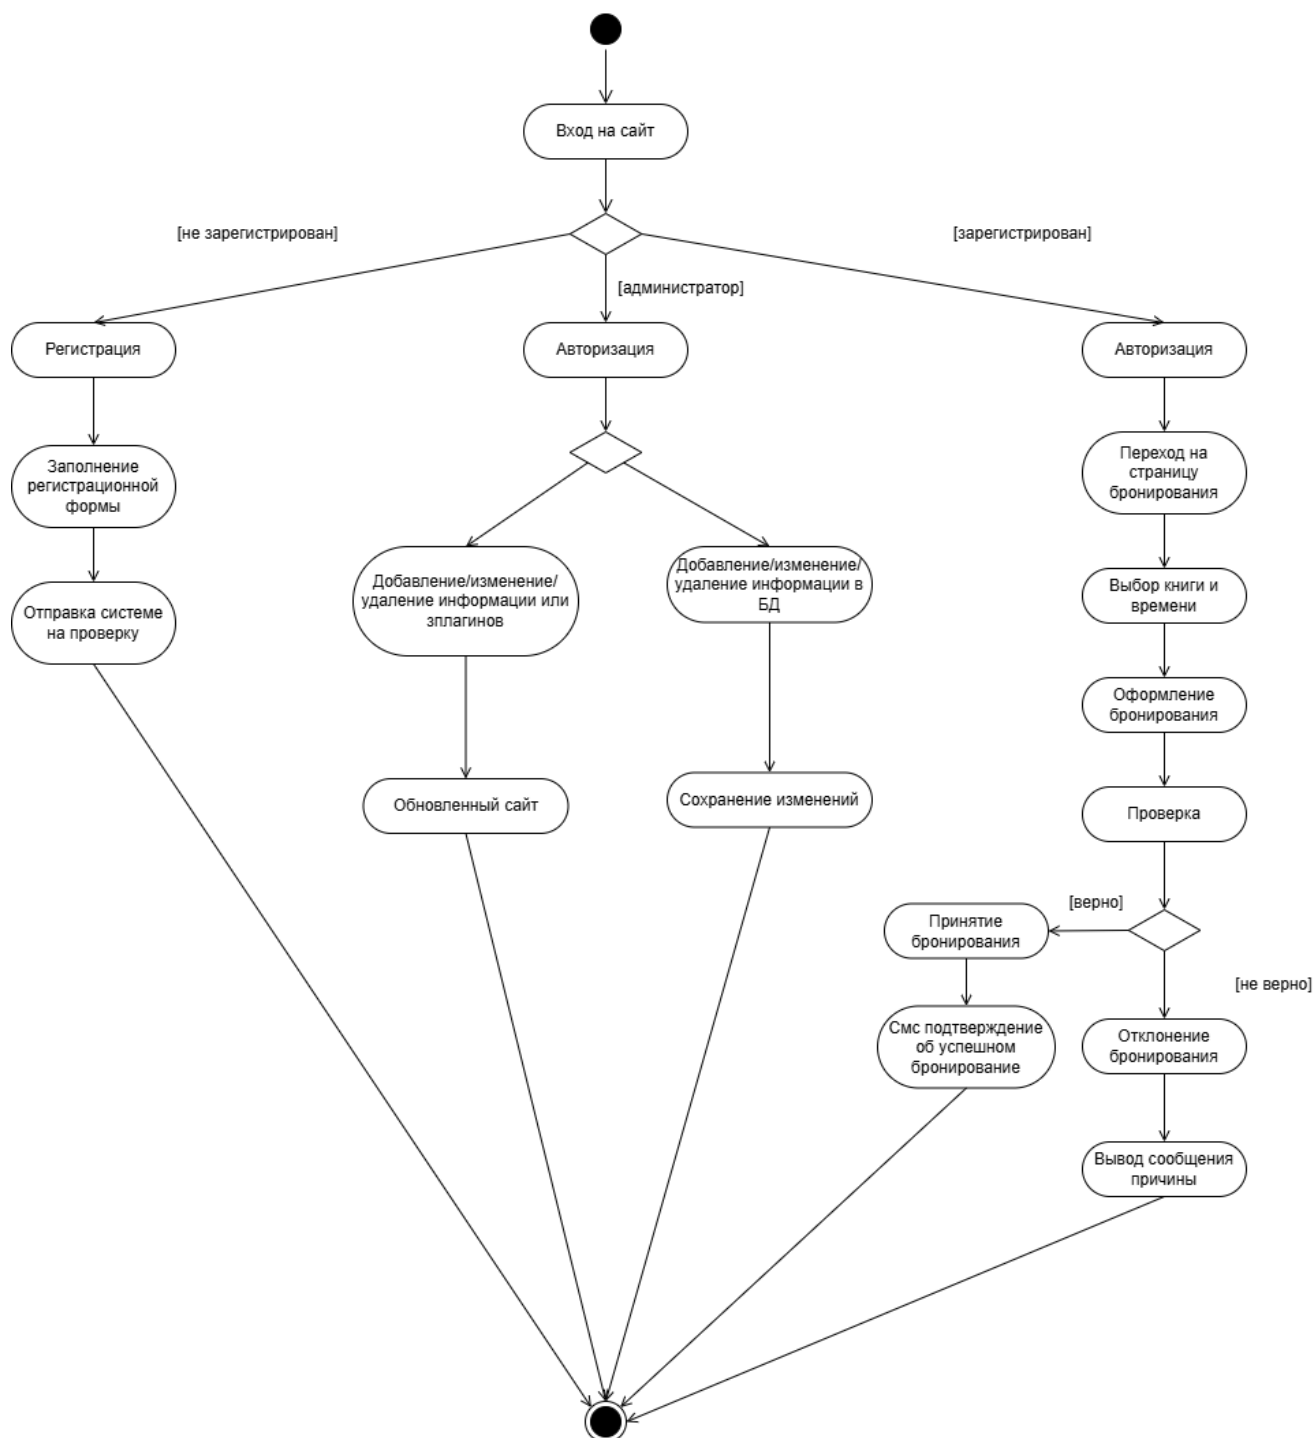 Вход на сайт
[не зарегистрирован]
[зарегистрирован]
[администратор]
Регистрация
Авторизация
Авторизация
Заполнение
регистрационной
формы
Переход на
страницу
бронирования
Добавление/изменение/
удаление информации или
зплагинов
Добавление/изменение/
удаление информации в
БД
Выбор книги и
времени
Отправка системе
на проверку
Оформление
бронирования
Обновленный сайт
Сохранение изменений
Проверка
[верно]
Принятие
бронирования
[не верно]
Смс подтверждение
об успешном
бронирование
Отклонение
бронирования
Вывод сообщения
причины